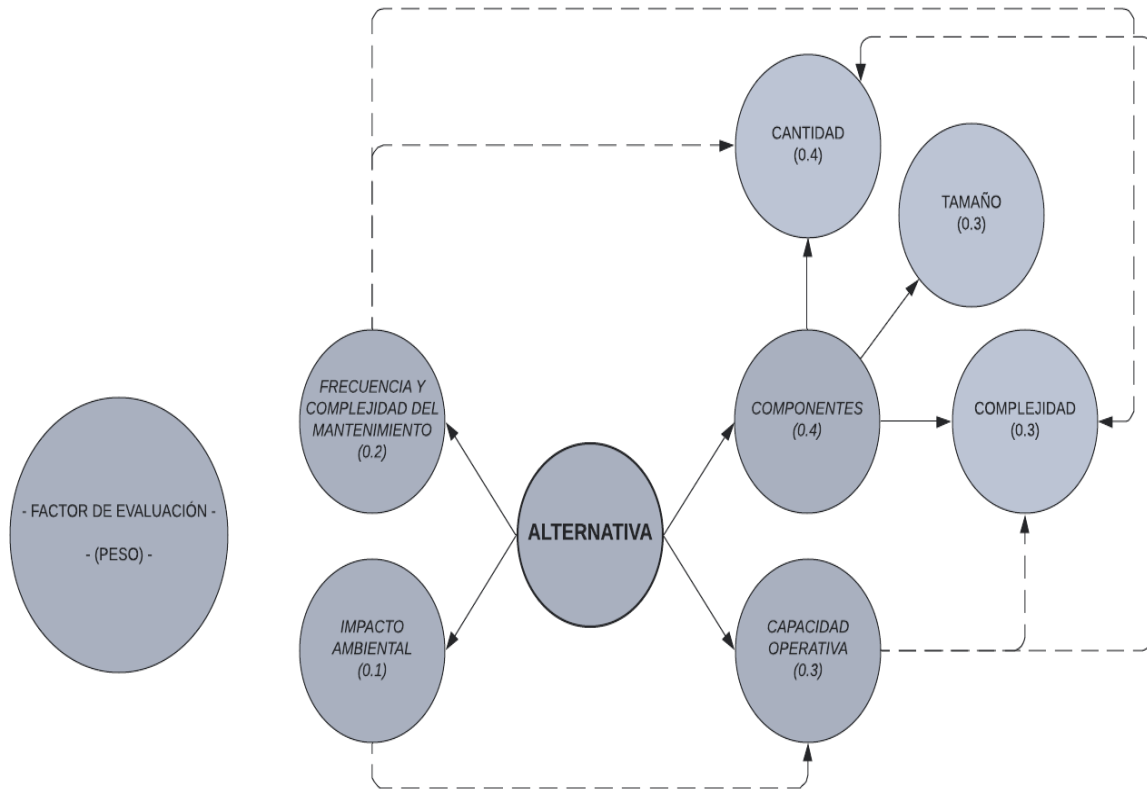 CANTIDAD
(0.4)
TAMAÑO
(0.3)
FRECUENCIA Y
COMPLEJIDAD DEL
MANTENIMIENTO
(0.2)
COMPONENTES
(0.4)
COMPLEJIDAD
(0.3)
- FACTOR DE EVALUACIÓN -
- (PESO) -
ALTERNATIVA
IMPACTO
AMBIENTAL
(0.1)
CAPACIDAD
OPERATIVA
(0.3)